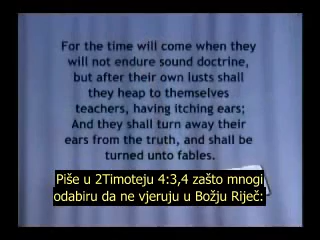 For the time will come when they
will not endure sound doctrine,
but after their own lusts shall
they heap to themselves
teachers, having itching ears;
And they shall turn away their
ears from the truth, and shall be
turned unto fables.
Piše u 2Timoteju 4:3,4 zašto mnogi
odabiru da ne vjeruju u Božju Riječ: